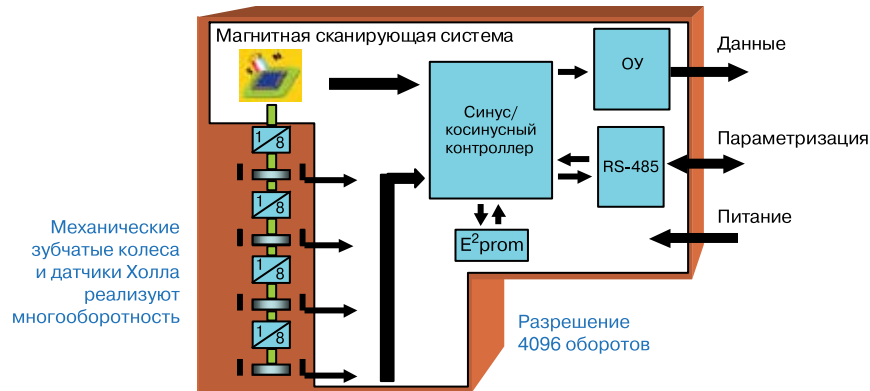 Магнитная сканирующая система
Данные
ОУ
Синус/
косинусный
контроллер
Параметризация
RS-485
Питание
E²prom
1/8
1/8
1/8
1/8
Механические
зубчатые колеса
и датчики Холла
реализуют
многооборотность
Разрешение
4096 оборотов